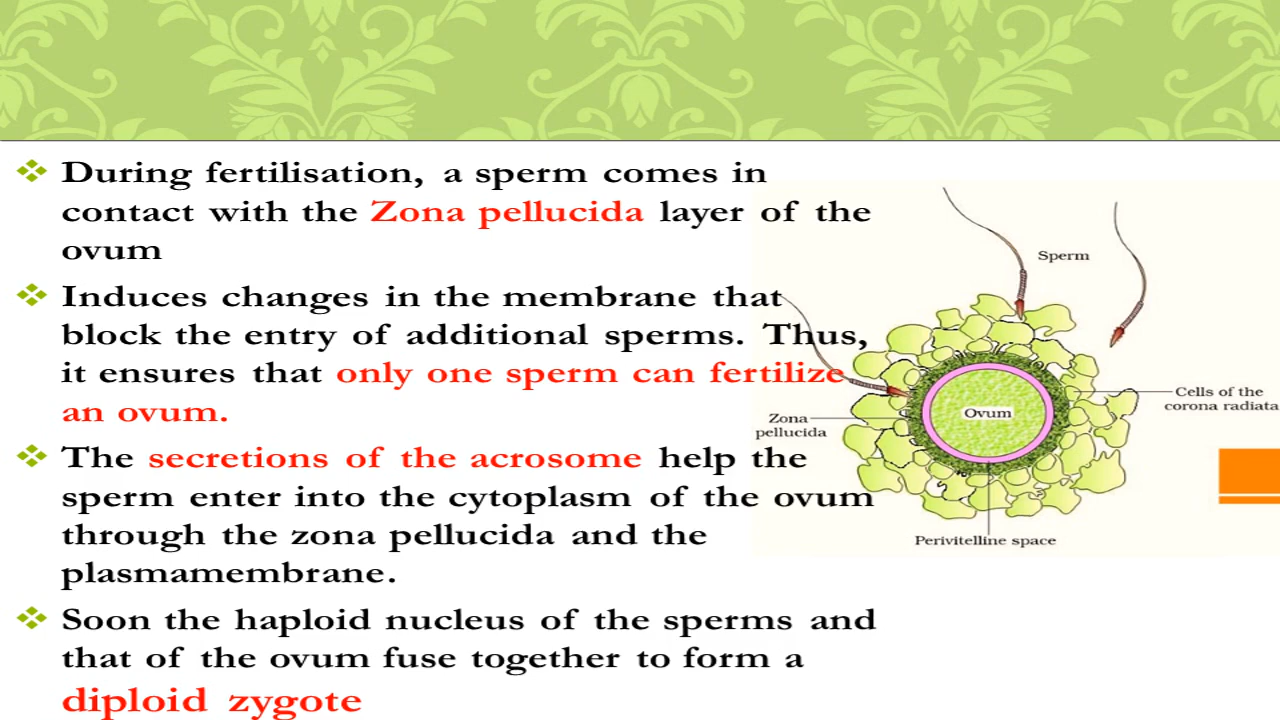 During fertilisation, a sperm comes in
contact with the Zona pellucida layer of the
ovum
Induces changes in the membrane that
block the entry of additional sperms. Thus,
it ensures that only one sperm can fertilize
an ovum.
The secretions of the acrosome help the
sperm enter into the cytoplasm of the ovum
through the zona pellucida and the
plasmamembrane.
Soon the haploid nucleus of the sperms and
that of the ovum fuse together to form a
diploid zygote
Sperm
Cells of the
corona radiata
Ovum
Zona
pellucida
Perivitelline space